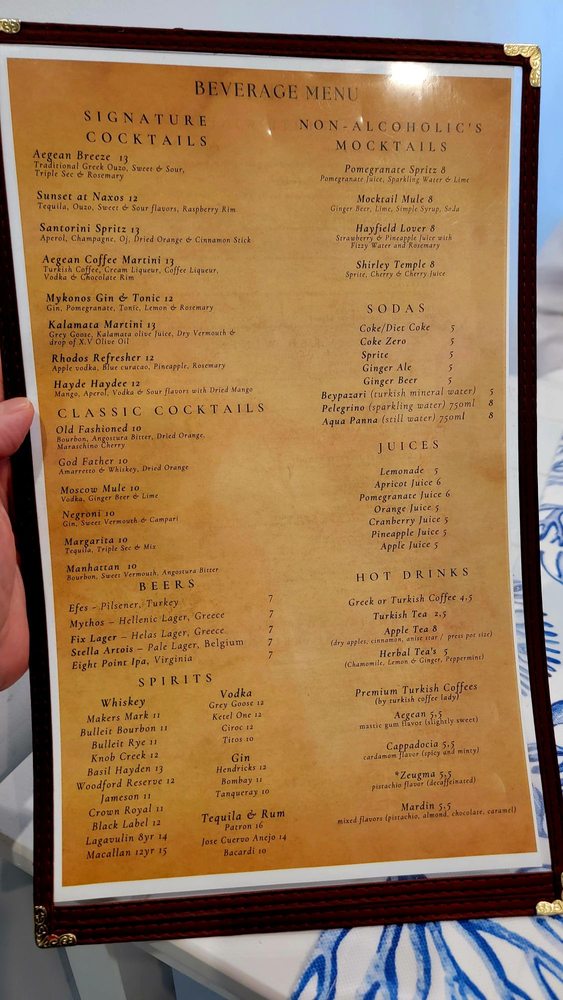 BEVERAGE MENU
SIGNATURE
COCKTAILS
Aegean Breeze 13
Traditional Greek Ouzo, Sweet & Sour,
Triple Sec & Rosemary
Sunset at Naxos 12
Tequila, Ouzo, Sweet & Sour flavors, Raspberry Rim
Santorini Spritz 13
Aperol, Champagne, Oj, Dried Orange & Cinnamon Stick
Aegean Coffee Martini 13
Turkish Coffee, Cream Liqueur, Coffee Liqueur,
Vodka & Chocolate Rim
Mykonos Gin & Tonic 12
Gin, Pomegranate, Tonic, Lemon & Rosemary
Kalamata Martini 13
Grey Goose, Kalamata olive Juice, Dry Vermouth &
drop of X.V Olive Oil
Rhodos Refresher 12
Apple vodka, Blue curacao, Pineapple, Rosemary
Hayde Haydee 12
Mango, Aperol, Vodka & Sour flavors with Dried Mango
CLASSIC COCKTAILS
Old Fashioned 10
Bourbon, Angostura Bitter, Dried Orange,
Maraschino Cherry
God Father 10
Amarretto & Whiskey, Dried Orange
Moscow Mule 10
Vodka, Ginger Beer & Lime
Negroni 10
Gin, Sweet Vermouth & Campari
Margarita 10
Tequila, Triple Sec & Mix
Manhattan 10
Bourbon, Sweet Vermouth, Angostura Bitter
BEERS
Efes - Pilsener, Turkey 7
Mythos - Hellenic Lager, Greece 7
Fix Lager - Helas Lager, Greece 7
Stella Artois - Pale Lager, Belgium 7
Eight Point Ipa, Virginia 7
SPIRITS
Whiskey
Makers Mark 11
Bulleit Bourbon 11
Bulleit Rye 11
Knob Creek 12
Basil Hayden 13
Woodford Reserve 12
Jameson 11
Crown Royal 11
Black Label 12
Lagavulin 8yr 14
Macallan 12yr 15
Vodka
Grey Goose 12
Ketel One 12
Ciroc 12
Titos 10
Gin
Hendricks 12
Bombay 11
Tanqueray 10
Tequila & Rum
Patron 16
Jose Cuervo Anejo 14
Bacardi 10
NON-ALCOHOLIC'S
MOCKTAILS
Pomegranate Spritz 8
Pomegranate Juice, Sparkling Water & Lime
Mocktail Mule 8
Ginger Beer, Lime, Simple Syrup, Soda
Hayfield Lover 8
Strawberry & Pineapple Juice with
Fizzy Water and Rosemary
Shirley Temple 8
Sprite, Cherry & Cherry Juice
SODAS
Coke/Diet Coke 5
Coke Zero 5
Sprite 5
Ginger Ale 5
Ginger Beer 5
Beypazari (turkish mineral water) 5
Pelegrino (sparkling water) 750ml 8
Aqua Panna (still water) 750ml 8
JUICES
Lemonade 5
Apricot Juice 6
Pomegranate Juice 6
Orange Juice 5
Cranberry Juice 5
Pineapple Juice 5
Apple Juice 5
HOT DRINKS
Greek or Turkish Coffee 4,5
Turkish Tea 2,5
Apple Tea 8
(dry apples, cinnamon, anise star / press pot size)
Herbal Tea's 5
(Chamomile, Lemon & Ginger, Peppermint)
Premium Turkish Coffees
(by turkish coffee lady)
Aegean 5,5
mastic gum flavor (slightly sweet)
Cappadocia 5,5
cardamom flavor (spicy and minty)
*Zeugma 5,5
pistachio flavor (decaffeinated)
Mardin 5,5
mixed flavors (pistachio, almond, chocolate, caramel)